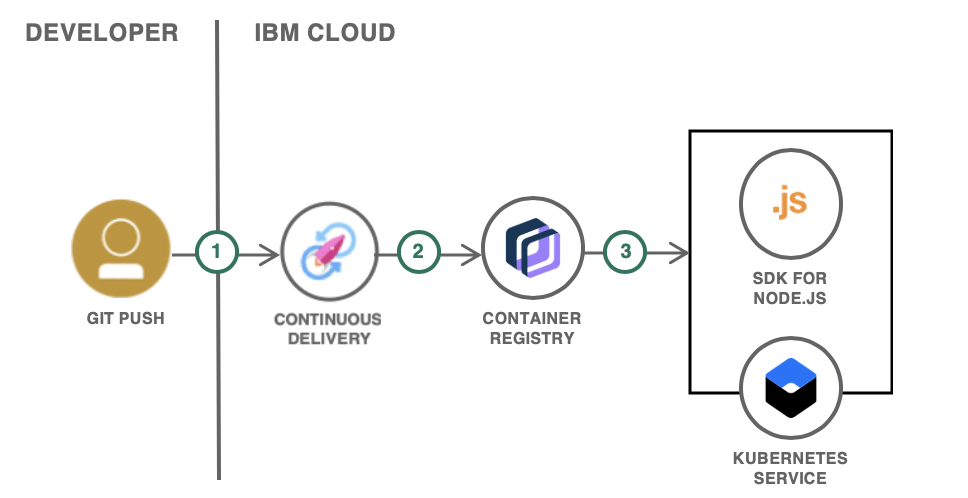 DEVELOPER
IBM CLOUD
1
2
3
.js
GIT PUSH
CONTINUOUS
DELIVERY
CONTAINER
REGISTRY
SDK FOR
NODE.JS
KUBERNETES
SERVICE